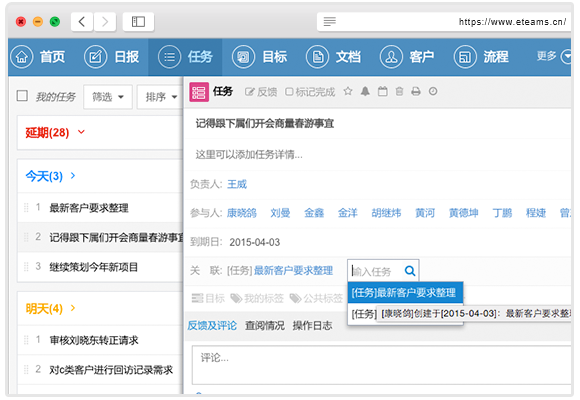 https://www.eteams.cn/
首页 日报 任务 目标 文档 客户 流程 更多
我的任务 筛选 排序
任务 反馈 标记完成
延期(28)
记得跟下属们开会商量春游事宜
这里可以添加任务详情...
今天(3)
负责人: 王威
1 最新客户要求整理
参与人: 康晓鸽 刘曼 金鑫 金洋 胡继炜 黄河 黄德坤 丁鹏 程婕
2 记得跟下属们开会商量春游事宜
到期日: 2015-04-03
3 继续策划今年新项目
关 联: [任务]最新客户要求整理 输入任务
[任务]最新客户要求整理
目标 我的标签 公共标签
明天(4)
[任务] [康晓鸽]创建于[2015-04-03]: 最新客户要求整理
反馈及评论 查阅情况 操作日志
1 审核刘晓东转正请求
评论...
2 对c类客户进行回访记录需求